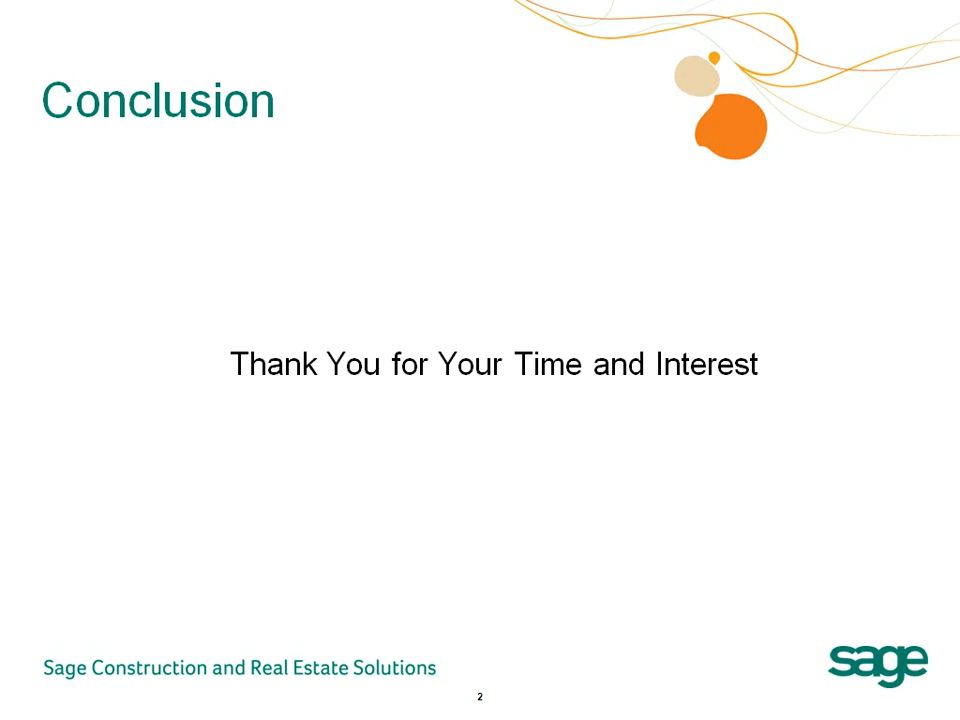 Conclusion
Thank You for Your Time and Interest
Sage Construction and Real Estate Solutions
sage
2